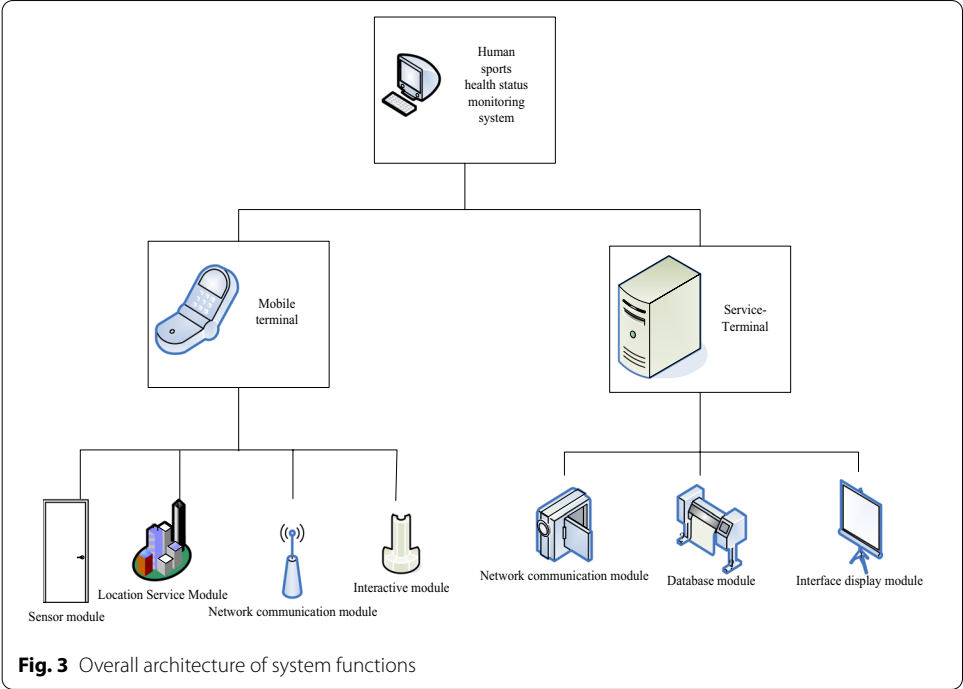 Human
sports
health status
monitoring
system
Mobile
terminal
Service-
Terminal
Sensor module
Location Service Module
Network communication module
Interactive module
Network communication module
Database module
Interface display module
Fig. 3 Overall architecture of system functions